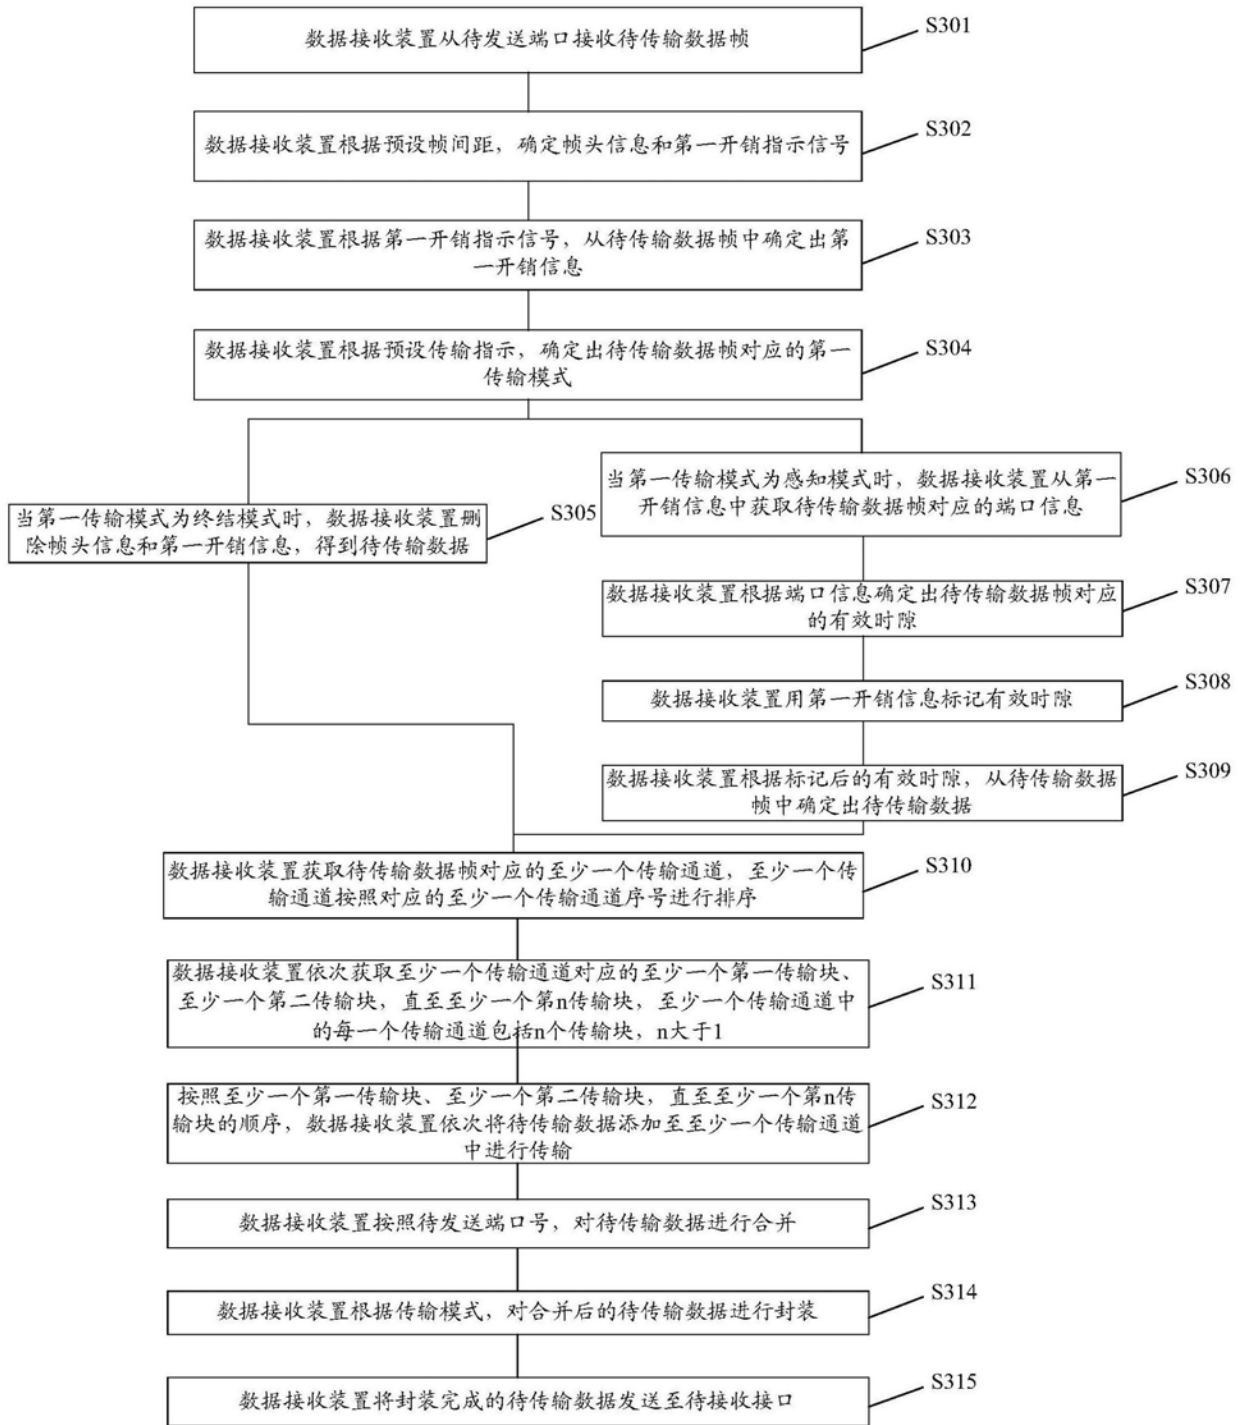 数据接收装置从待发送端口接收待传输数据帧
S301
数据接收装置根据预设帧间距，确定帧头信息和第一开销指示信号
S302
数据接收装置根据第一开销指示信号，从待传输数据帧中确定出第
一开销信息
S303
数据接收装置根据预设传输指示，确定出待传输数据帧对应的第一
传输模式
S304
当第一传输模式为终结模式时，数据接收装置删
除帧头信息和第一开销信息，得到待传输数据
S305
当第一传输模式为感知模式时，数据接收装置从第一
开销信息中获取待传输数据帧对应的端口信息
S306
数据接收装置根据端口信息确定出待传输数据帧对应
的有效时隙
S307
数据接收装置用第一开销信息标记有效时隙
S308
数据接收装置根据标记后的有效时隙，从待传输数据
帧中确定出待传输数据
S309
数据接收装置获取待传输数据帧对应的至少一个传输通道，至少一个传
输通道按照对应的至少一个传输通道序号进行排序
S310
数据接收装置依次获取至少一个传输通道对应的至少一个第一传输块、
至少一个第二传输块，直至至少一个第n传输块，至少一个传输通道中
的每一个传输通道包括n个传输块，n大于1
S311
按照至少一个第一传输块、至少一个第二传输块，直至至少一个第n传
输块的顺序，数据接收装置依次将待传输数据添加至至少一个传输通道
中进行传输
S312
数据接收装置按照待发送端口号，对待传输数据进行合并
S313
数据接收装置根据传输模式，对合并后的待传输数据进行封装
S314
数据接收装置将封装完成的待传输数据发送至待接收接口
S315